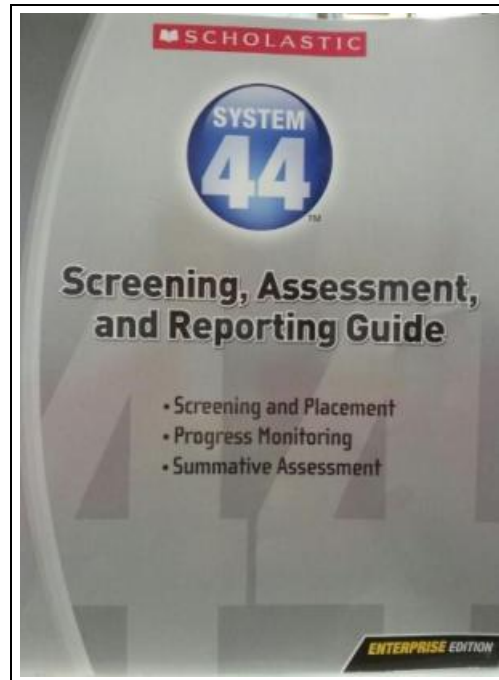 SCHOLASTIC
SYSTEM
44
TM
Screening, Assessment,
and Reporting Guide
• Screening and Placement
• Progress Monitoring
• Summative Assessment
ENTERPRISE EDITION